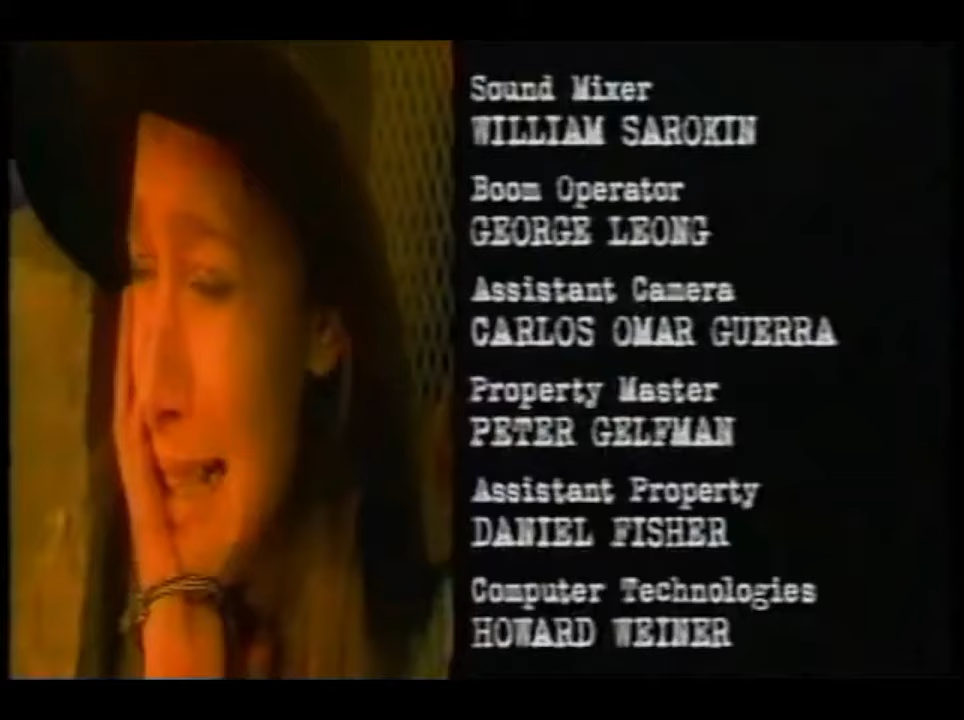 Sound Mixer
WILLIAM SAROKIN
Boom Operator
GEORGE LEONG
Assistant Camera
CARLOS OMAR GUERRA
Property Master
PETER GELFMAN
Assistant Property
DANIEL FISHER
Computer Technologies
HOWARD WEINER